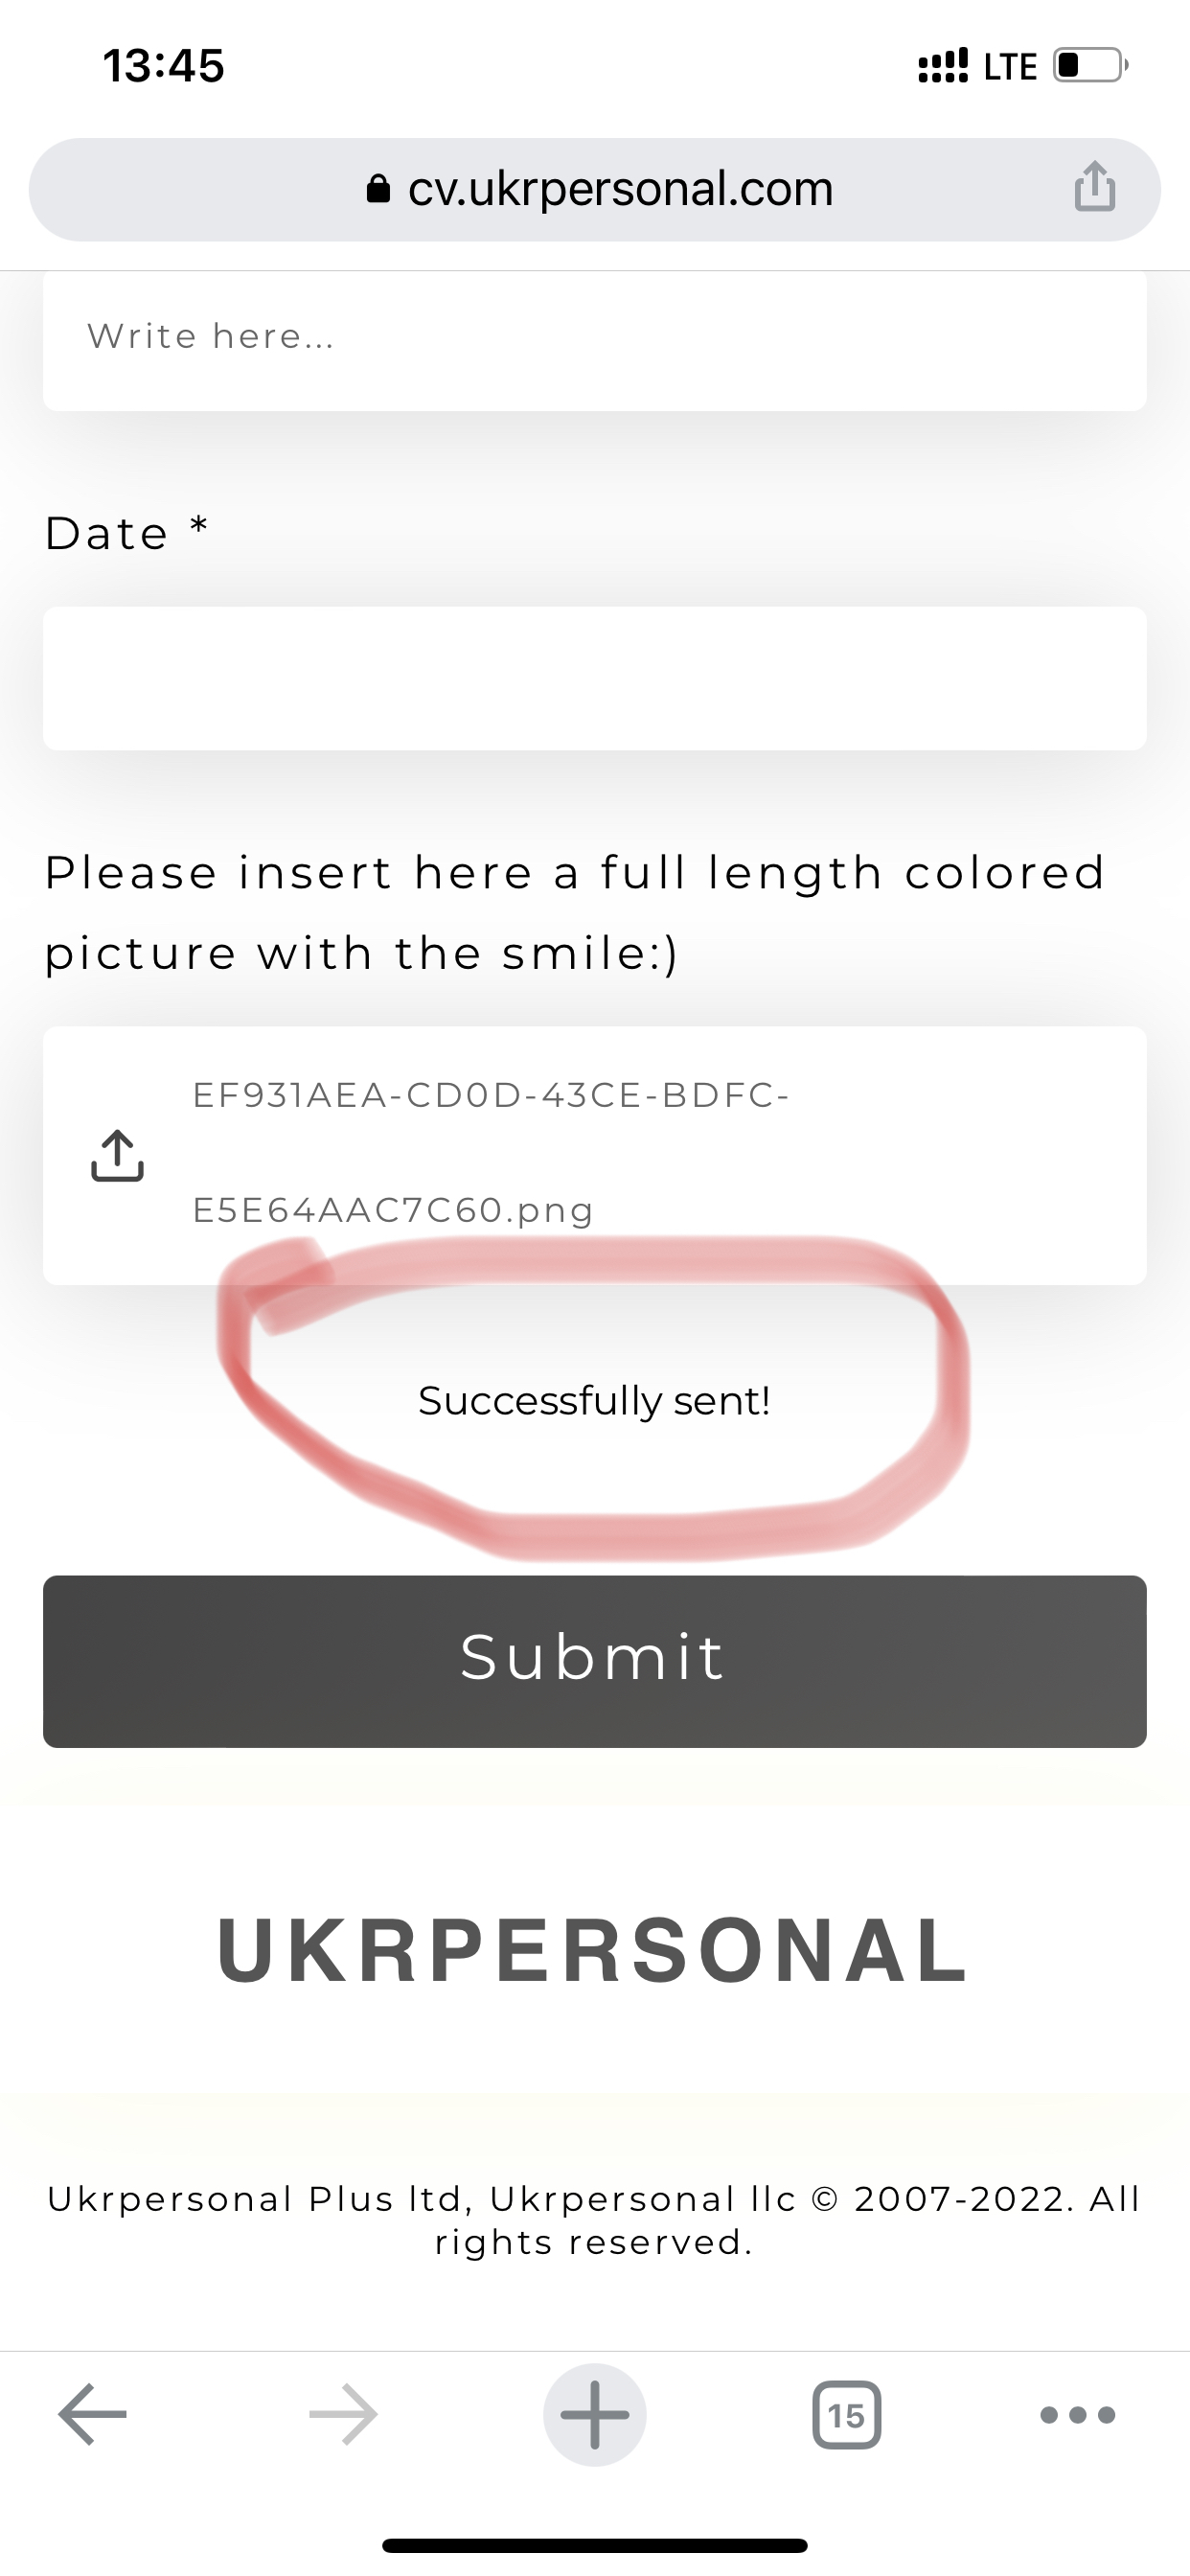 13:45
LTE
cv.ukrpersonal.com
Write here...
Date *
Please insert here a full length colored
picture with the smile:)
EF931AEA-CD0D-43CE-BDFC-
E5E64AAC7C60.png
Successfully sent!
Submit
UKRPERSONAL
Ukrpersonal Plus ltd, Ukrpersonal llc © 2007-2022. All
rights reserved.
15